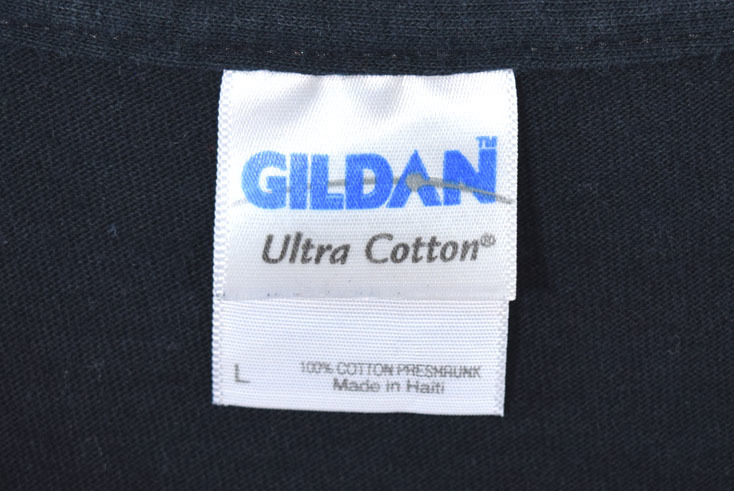 GILDAN™
Ultra Cotton®
100% COTTON PRESHRUNK
L
Made in Haiti